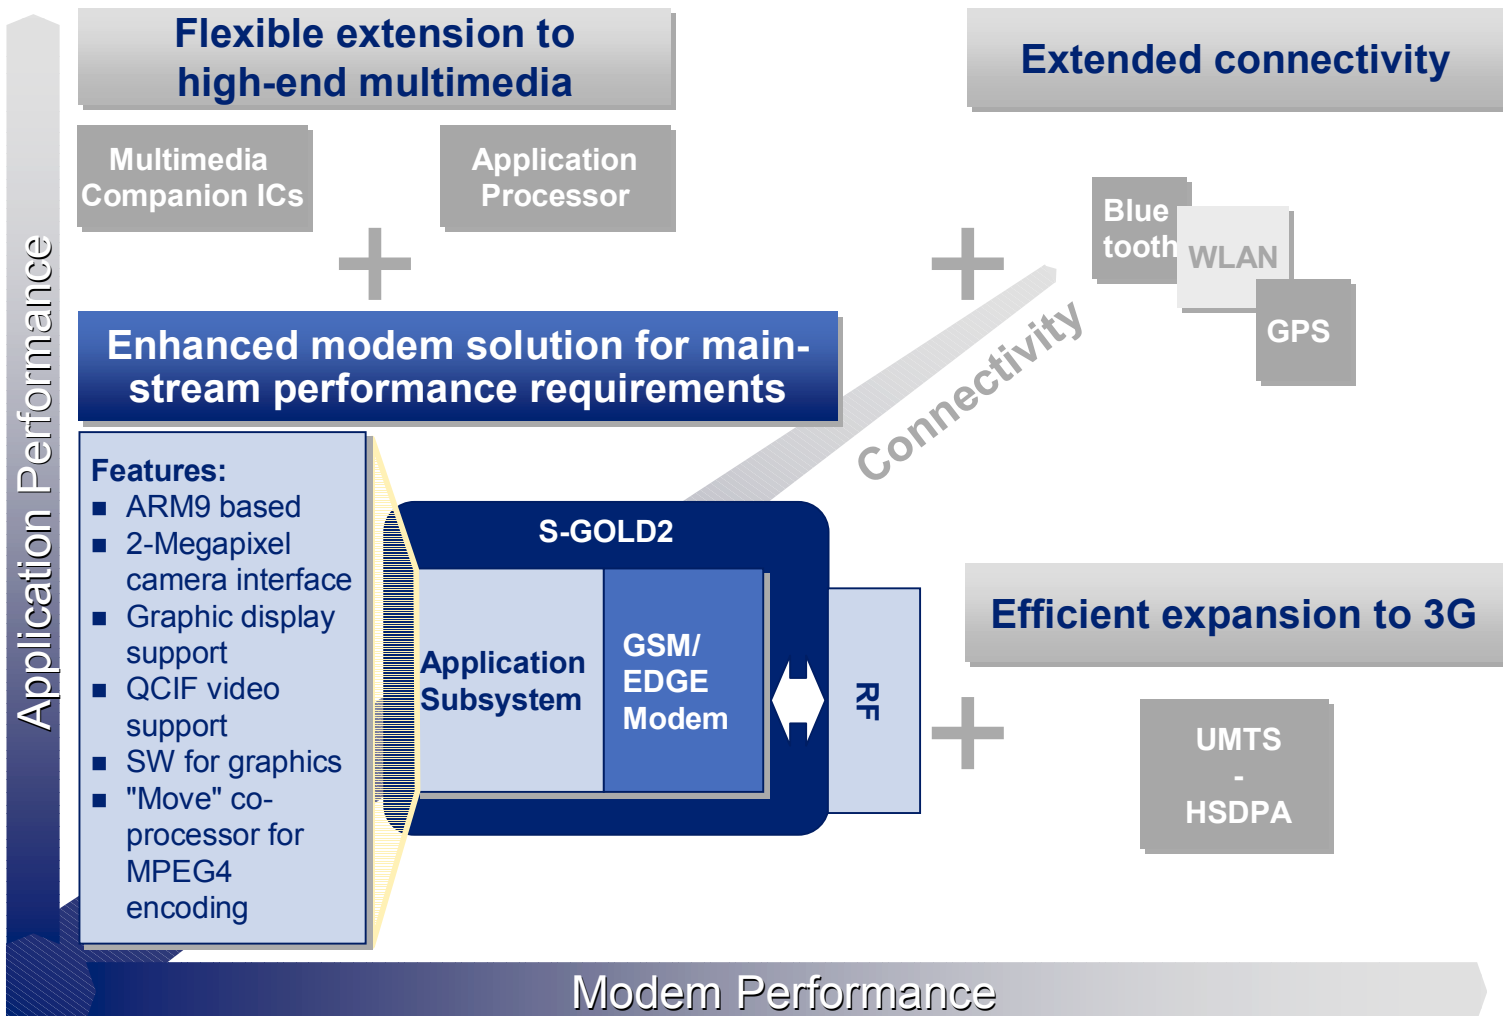 Flexible extension to
high-end multimedia
Extended connectivity
Multimedia
Companion ICs
Application
Processor
Blue
tooth
WLAN
GPS
Connectivity
Application Performance
Enhanced modem solution for main-
stream performance requirements
Features:
ARM9 based
2-Megapixel
camera interface
Graphic display
support
QCIF video
support
SW for graphics
"Move" co-
processor for
MPEG4
encoding
S-GOLD2
Application
Subsystem
GSM/
EDGE
Modem
RF
Efficient expansion to 3G
UMTS
-
HSDPA
Modem Performance